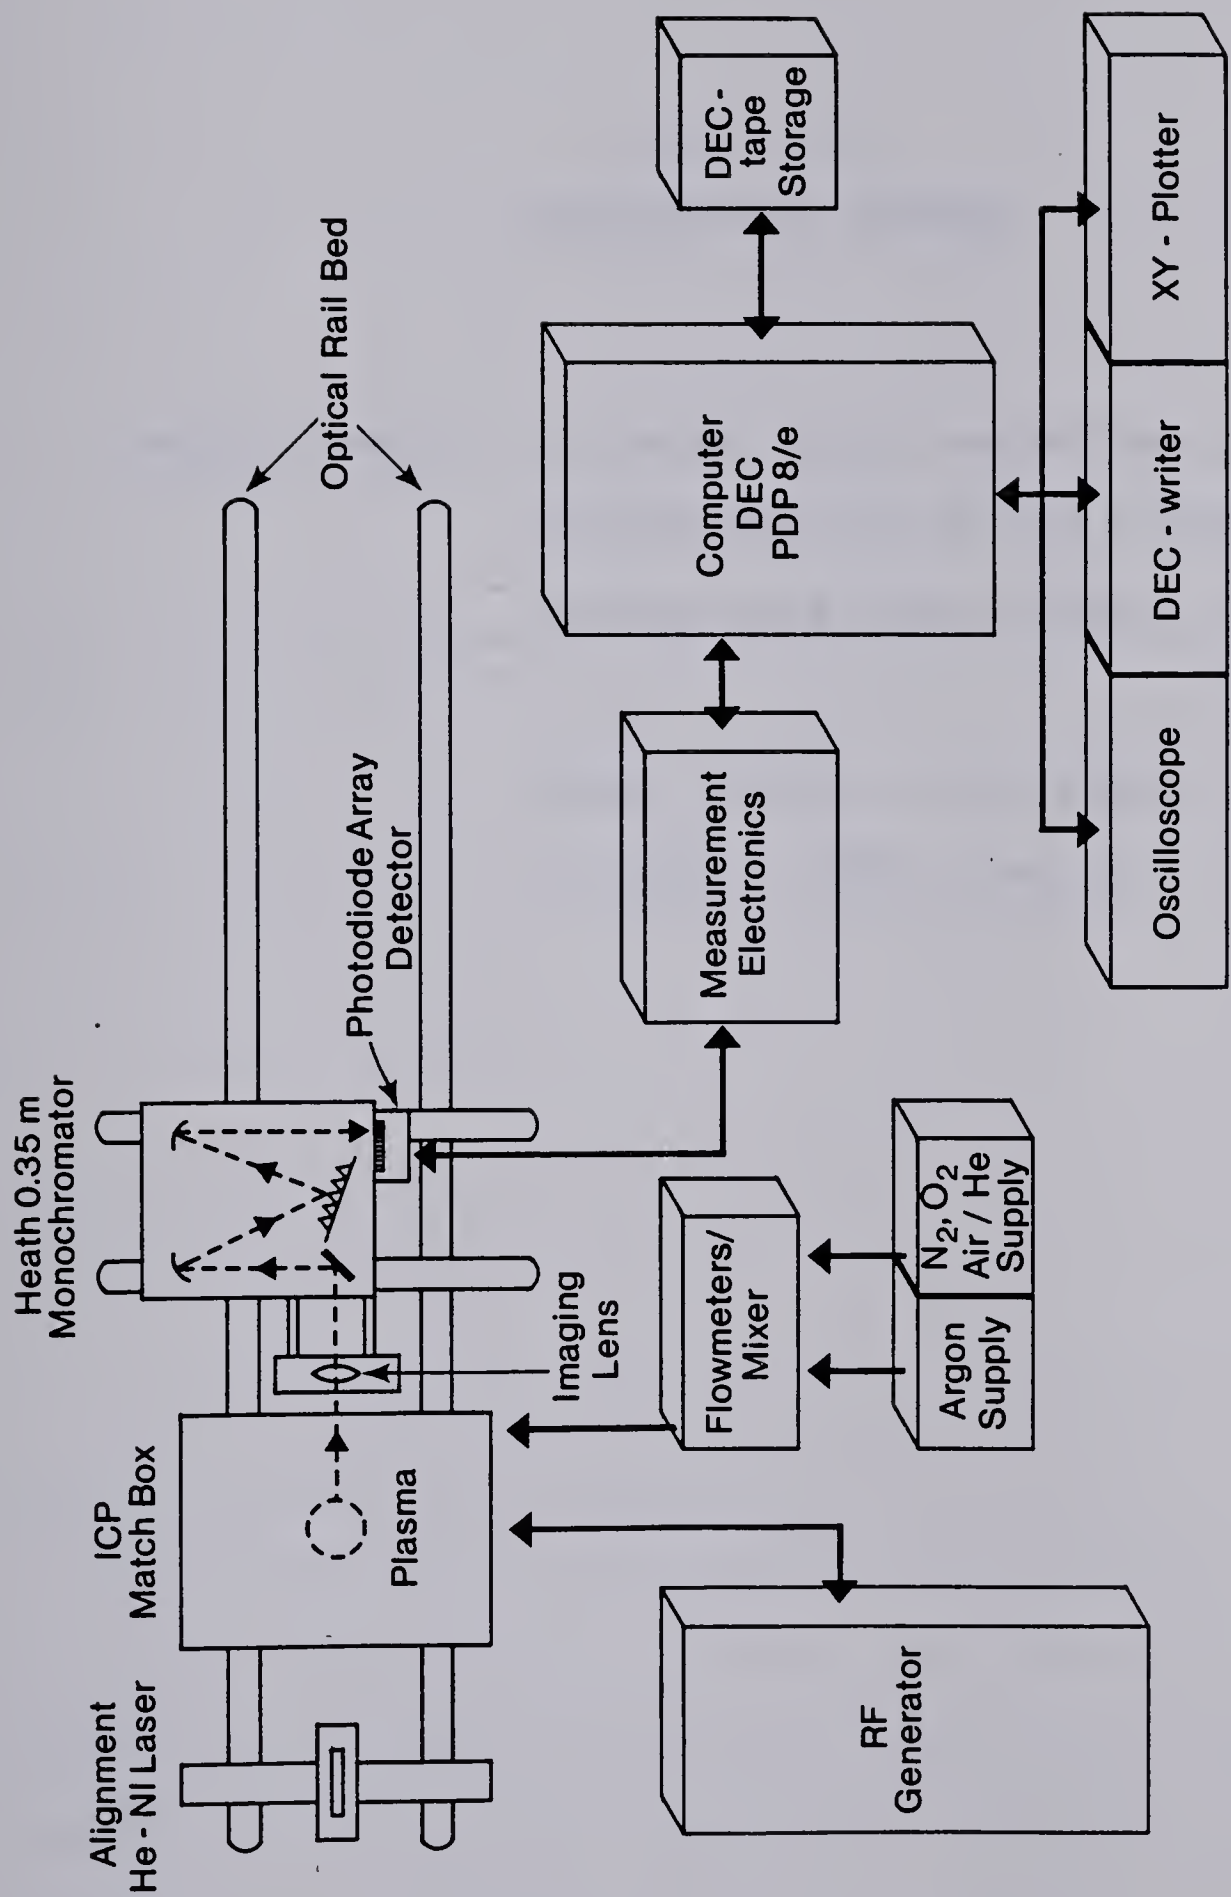 Alignment
He - NI Laser
ICP
Match Box
Heath 0.35 m
Monochromator
Plasma
Imaging
Lens
Photodiode Array
Detector
Optical Rail Bed
RF
Generator
Flowmeters/
Mixer
Argon
Supply
N2, O2
Air / He
Supply
Measurement
Electronics
Computer
DEC
PDP 8/e
DEC -
tape
Storage
Oscilloscope
DEC - writer
XY - Plotter